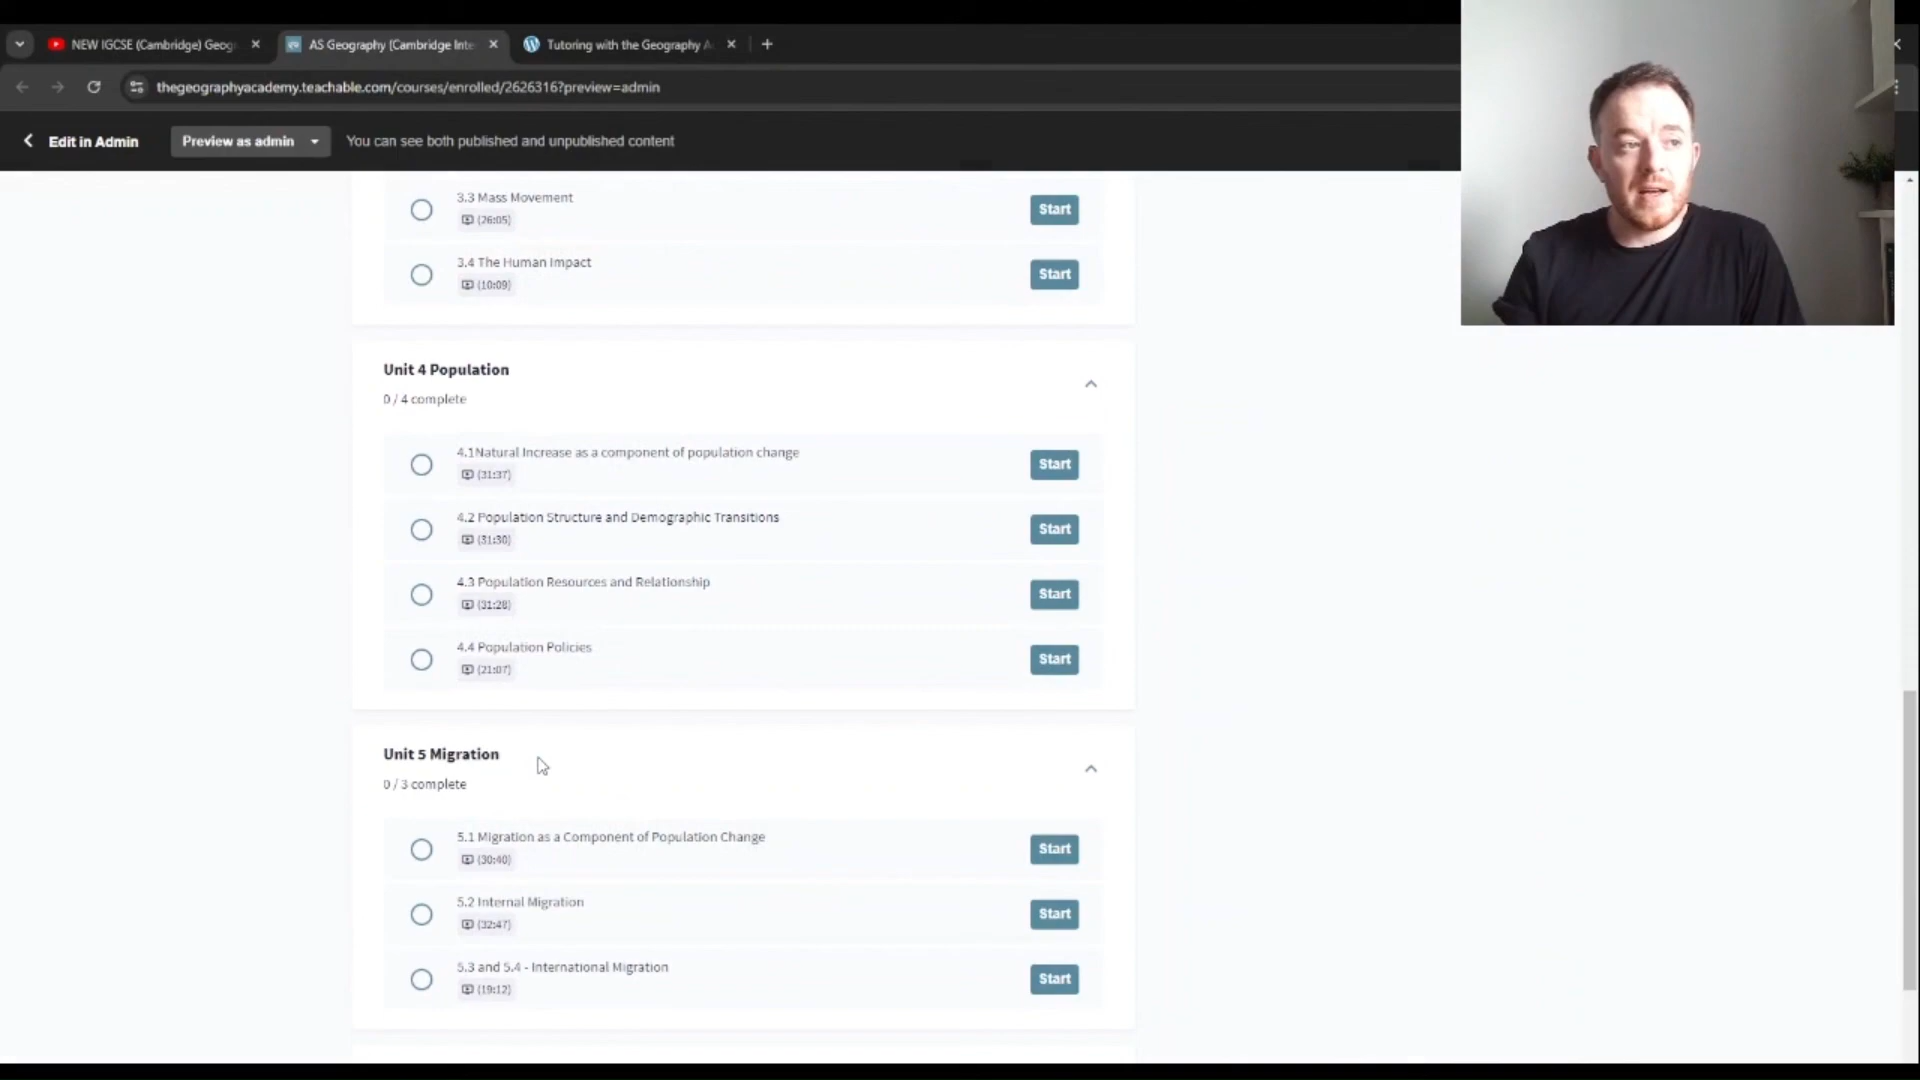 NEW IGCSE (Cambridge) Geog
AS Geography [Cambridge Inte
Tutoring with the Geography A
thegeographyacademy.teachable.com/courses/enrolled/2626316?preview=admin
Edit in Admin
Preview as admin
You can see both published and unpublished content
3.3 Mass Movement
Start
(26:05)
3.4 The Human Impact
Start
(10:09)
Unit 4 Population
0 / 4 complete
4.1Natural Increase as a component of population change
Start
(31:37)
4.2 Population Structure and Demographic Transitions
Start
(31:30)
4.3 Population Resources and Relationship
Start
(31:28)
4.4 Population Policies
Start
(21:07)
Unit 5 Migration
0 / 3 complete
5.1 Migration as a Component of Population Change
Start
(30:40)
5.2 Internal Migration
Start
(32:47)
5.3 and 5.4 - International Migration
Start
(19:12)